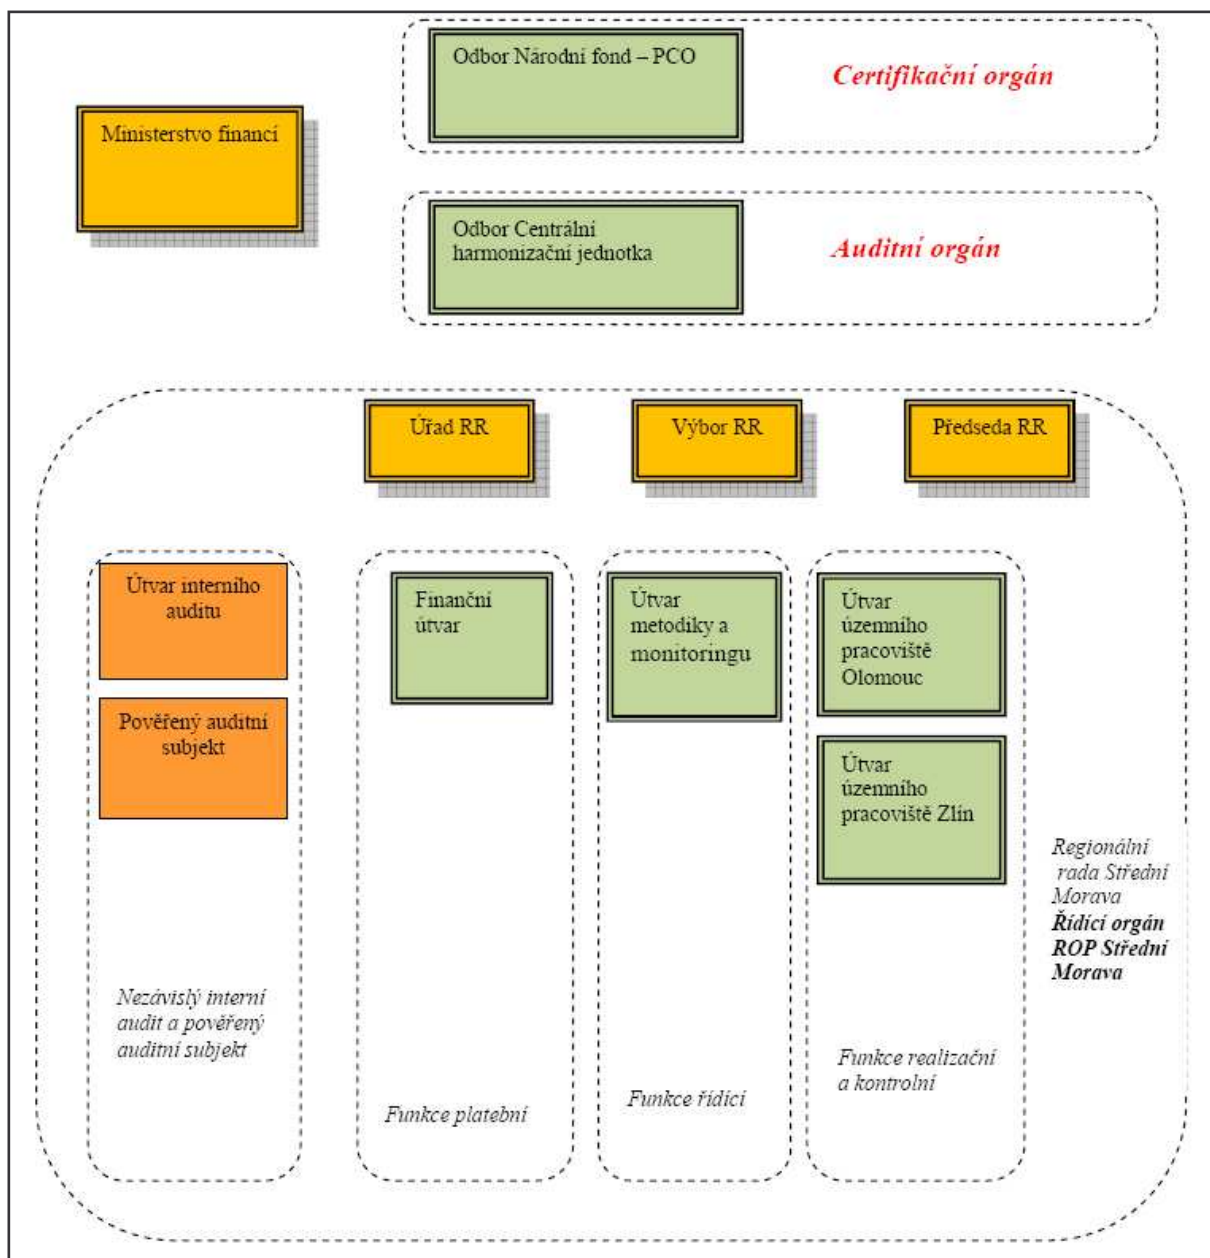 Odbor Národní fond – PCO
Certifikační orgán
Ministerstvo financí
Odbor Centrální
harmonizační jednotka
Auditní orgán
Úřad RR
Výbor RR
Předseda RR
Útvar interního
auditu
Pověřený auditní
subjekt
Nezávislý interní
audit a pověřený
auditní subjekt
Finanční
útvar
Funkce platební
Útvar
metodiky a
monitoringu
Funkce řídící
Útvar
územního
pracoviště
Olomouc
Útvar
územního
pracoviště Zlín
Funkce realizační
a kontrolní
Regionální
rada Střední
Morava
Řídící orgán
ROP Střední
Morava